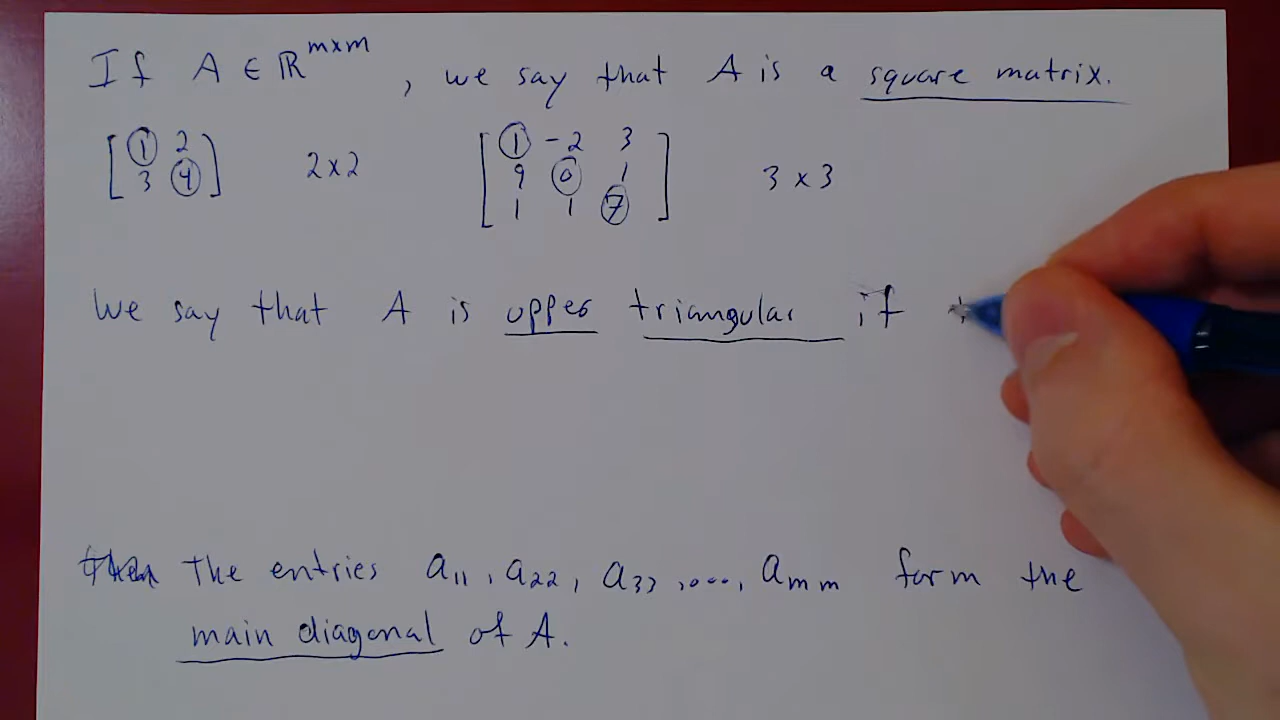 If A ∈ ℝ^{m×m}, we say that A is a square matrix.
[1 2 2×2 [1 -2 3 3×3
3 4] 9 0 1
1 1 7]
We say that A is upper triangular if
the entries a₁₁, a₂₂, a₃₃, ..., aₘₘ form the
main diagonal of A.